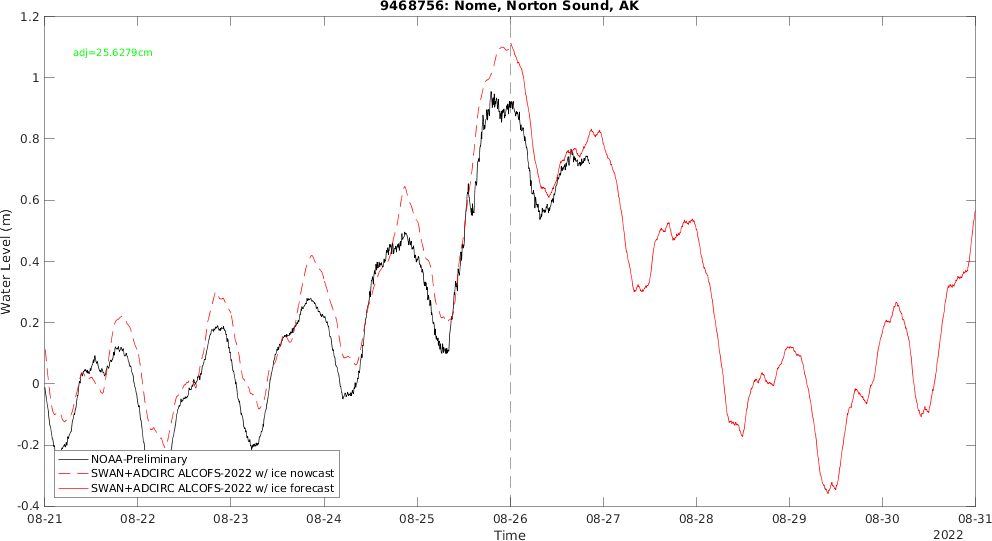 9468756: Nome, Norton Sound, AK
adj=25.6279cm
1.2
1
0.8
0.6
0.4
0.2
0
-0.2
-0.4
Water Level (m)
NOAA-Preliminary
SWAN+ADCIRC ALCOFS-2022 w/ ice nowcast
SWAN+ADCIRC ALCOFS-2022 w/ ice forecast
08-21 08-22 08-23 08-24 08-25 08-26 08-27 08-28 08-29 08-30 08-31
Time
2022